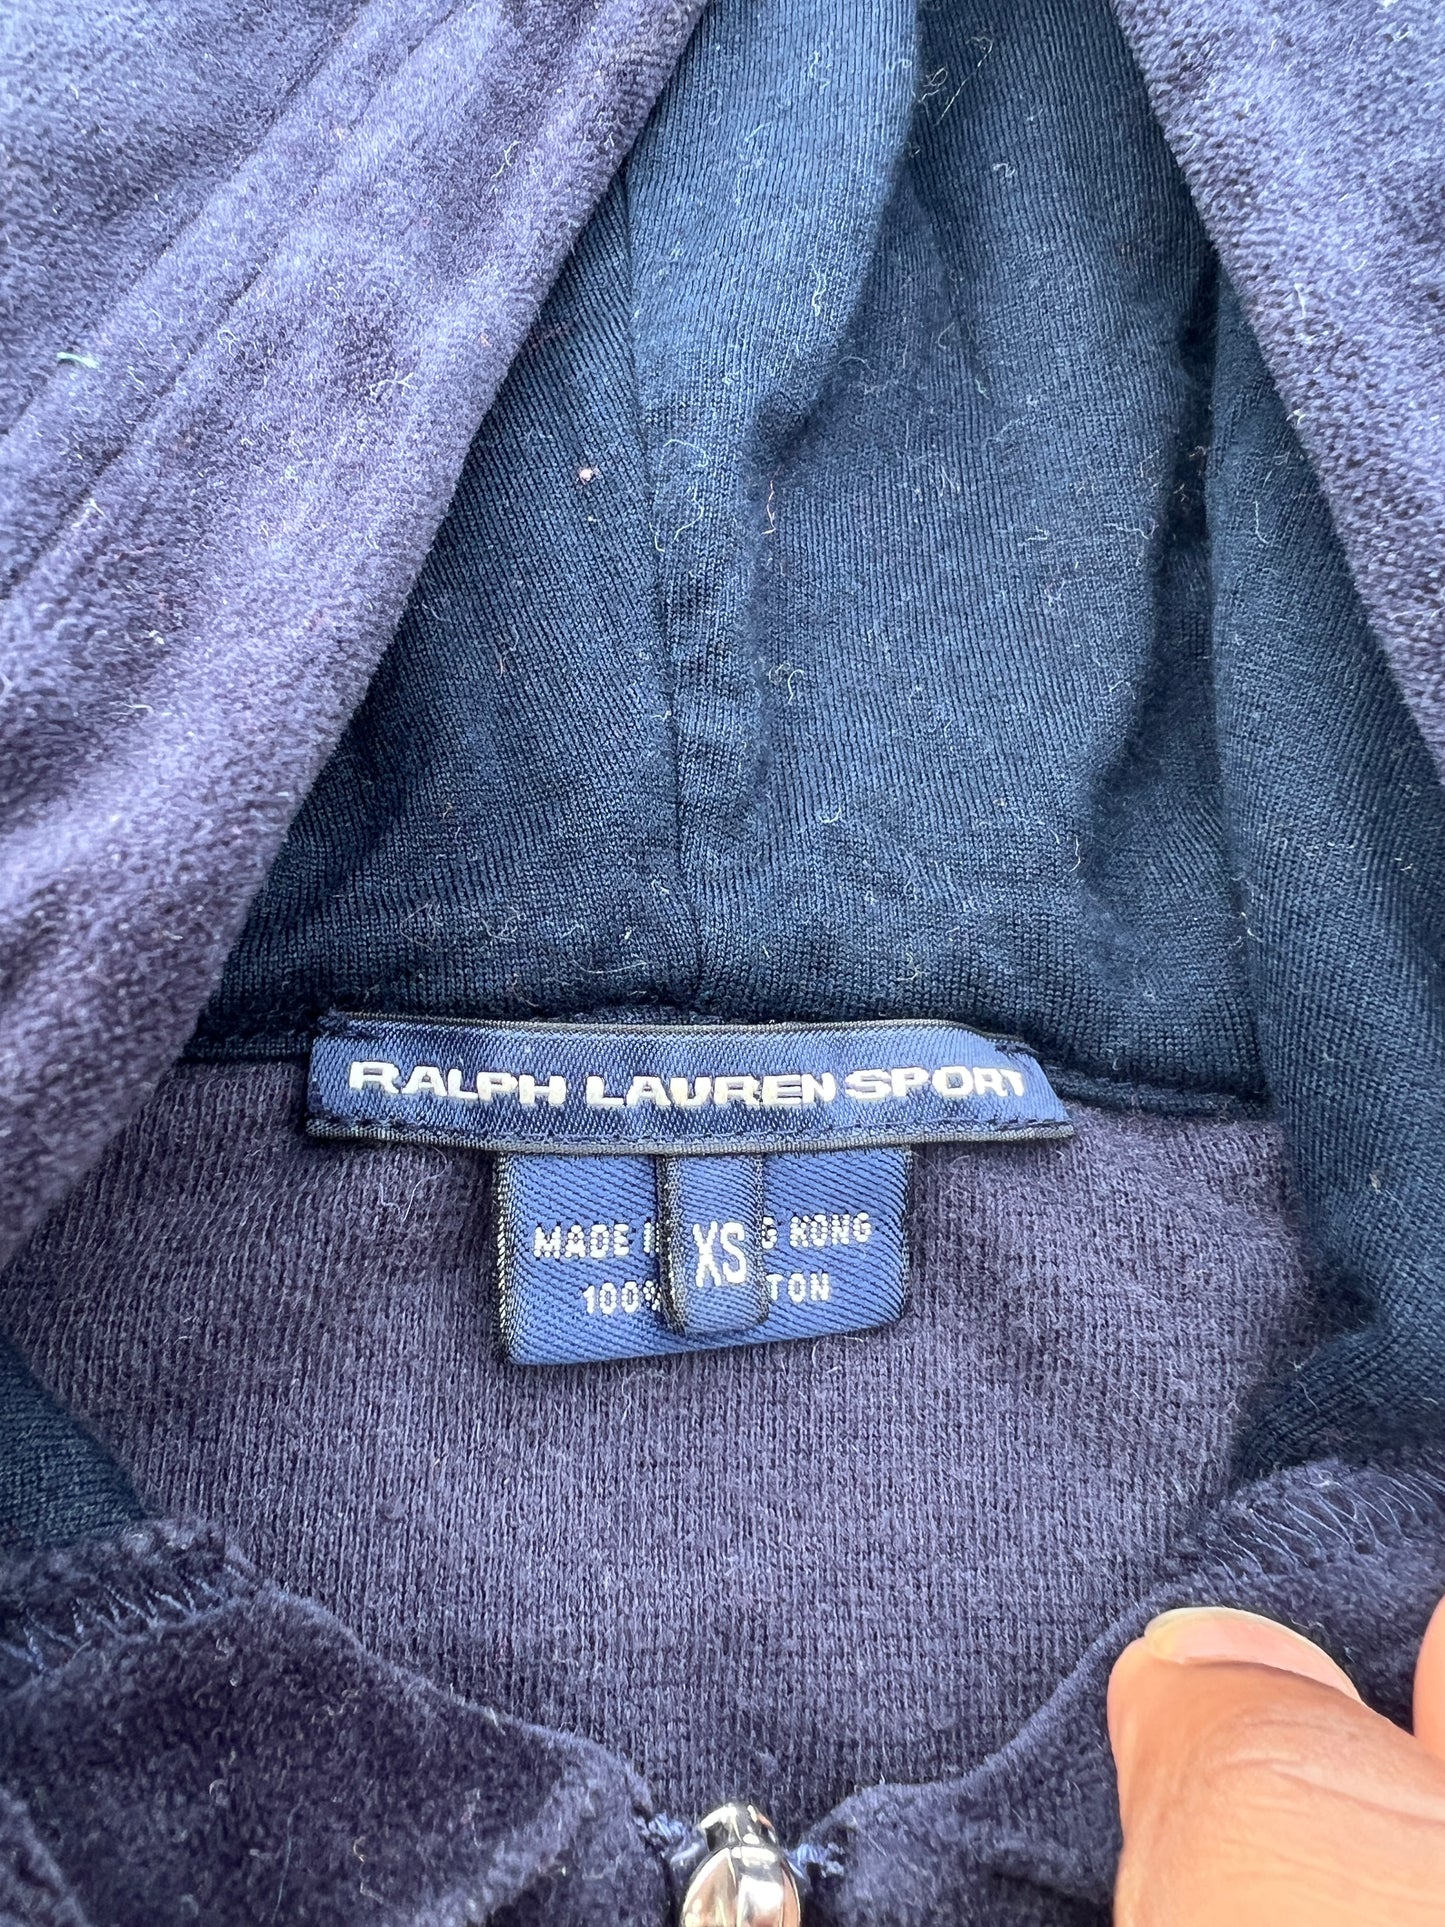 RALPH LAUREN SPORT
MADE I G KONG
XS
100% TON